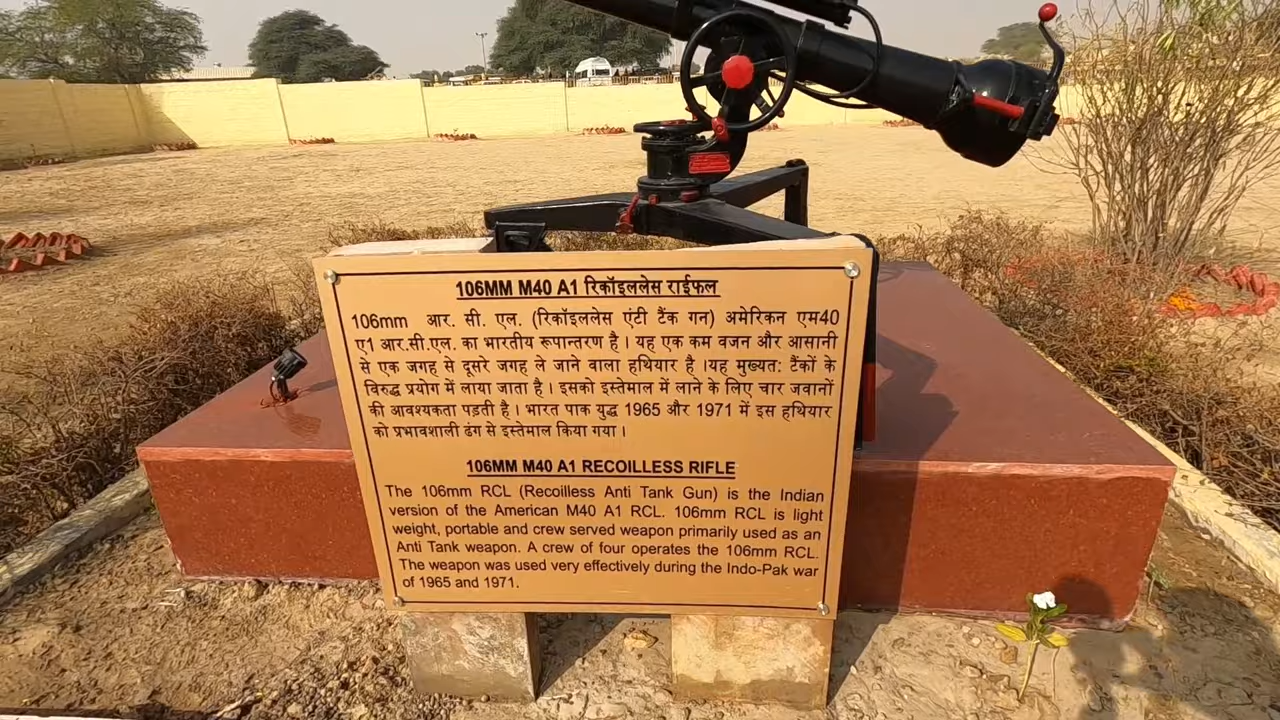 106MM M40 A1 रिकॉइललेस राईफल
106mm आर. सी. एल. (रिकॉइललेस एंटी टैंक गन) अमेरिकन एम40
ए1 आर.सी.एल. का भारतीय रूपान्तरण है। यह एक कम वजन और आसानी
से एक जगह से दूसरे जगह ले जाने वाला हथियार है।यह मुख्यत: टैंकों के
विरुद्ध प्रयोग में लाया जाता है। इसको इस्तेमाल में लाने के लिए चार जवानों
की आवश्यकता पड़ती है। भारत पाक युद्ध 1965 और 1971 में इस हथियार
को प्रभावशाली ढंग से इस्तेमाल किया गया।
106MM M40 A1 RECOILLESS RIFLE
The 106mm RCL (Recoilless Anti Tank Gun) is the Indian
version of the American M40 A1 RCL. 106mm RCL is light
weight, portable and crew served weapon primarily used as an
Anti Tank weapon. A crew of four operates the 106mm RCL.
The weapon was used very effectively during the Indo-Pak war
of 1965 and 1971.